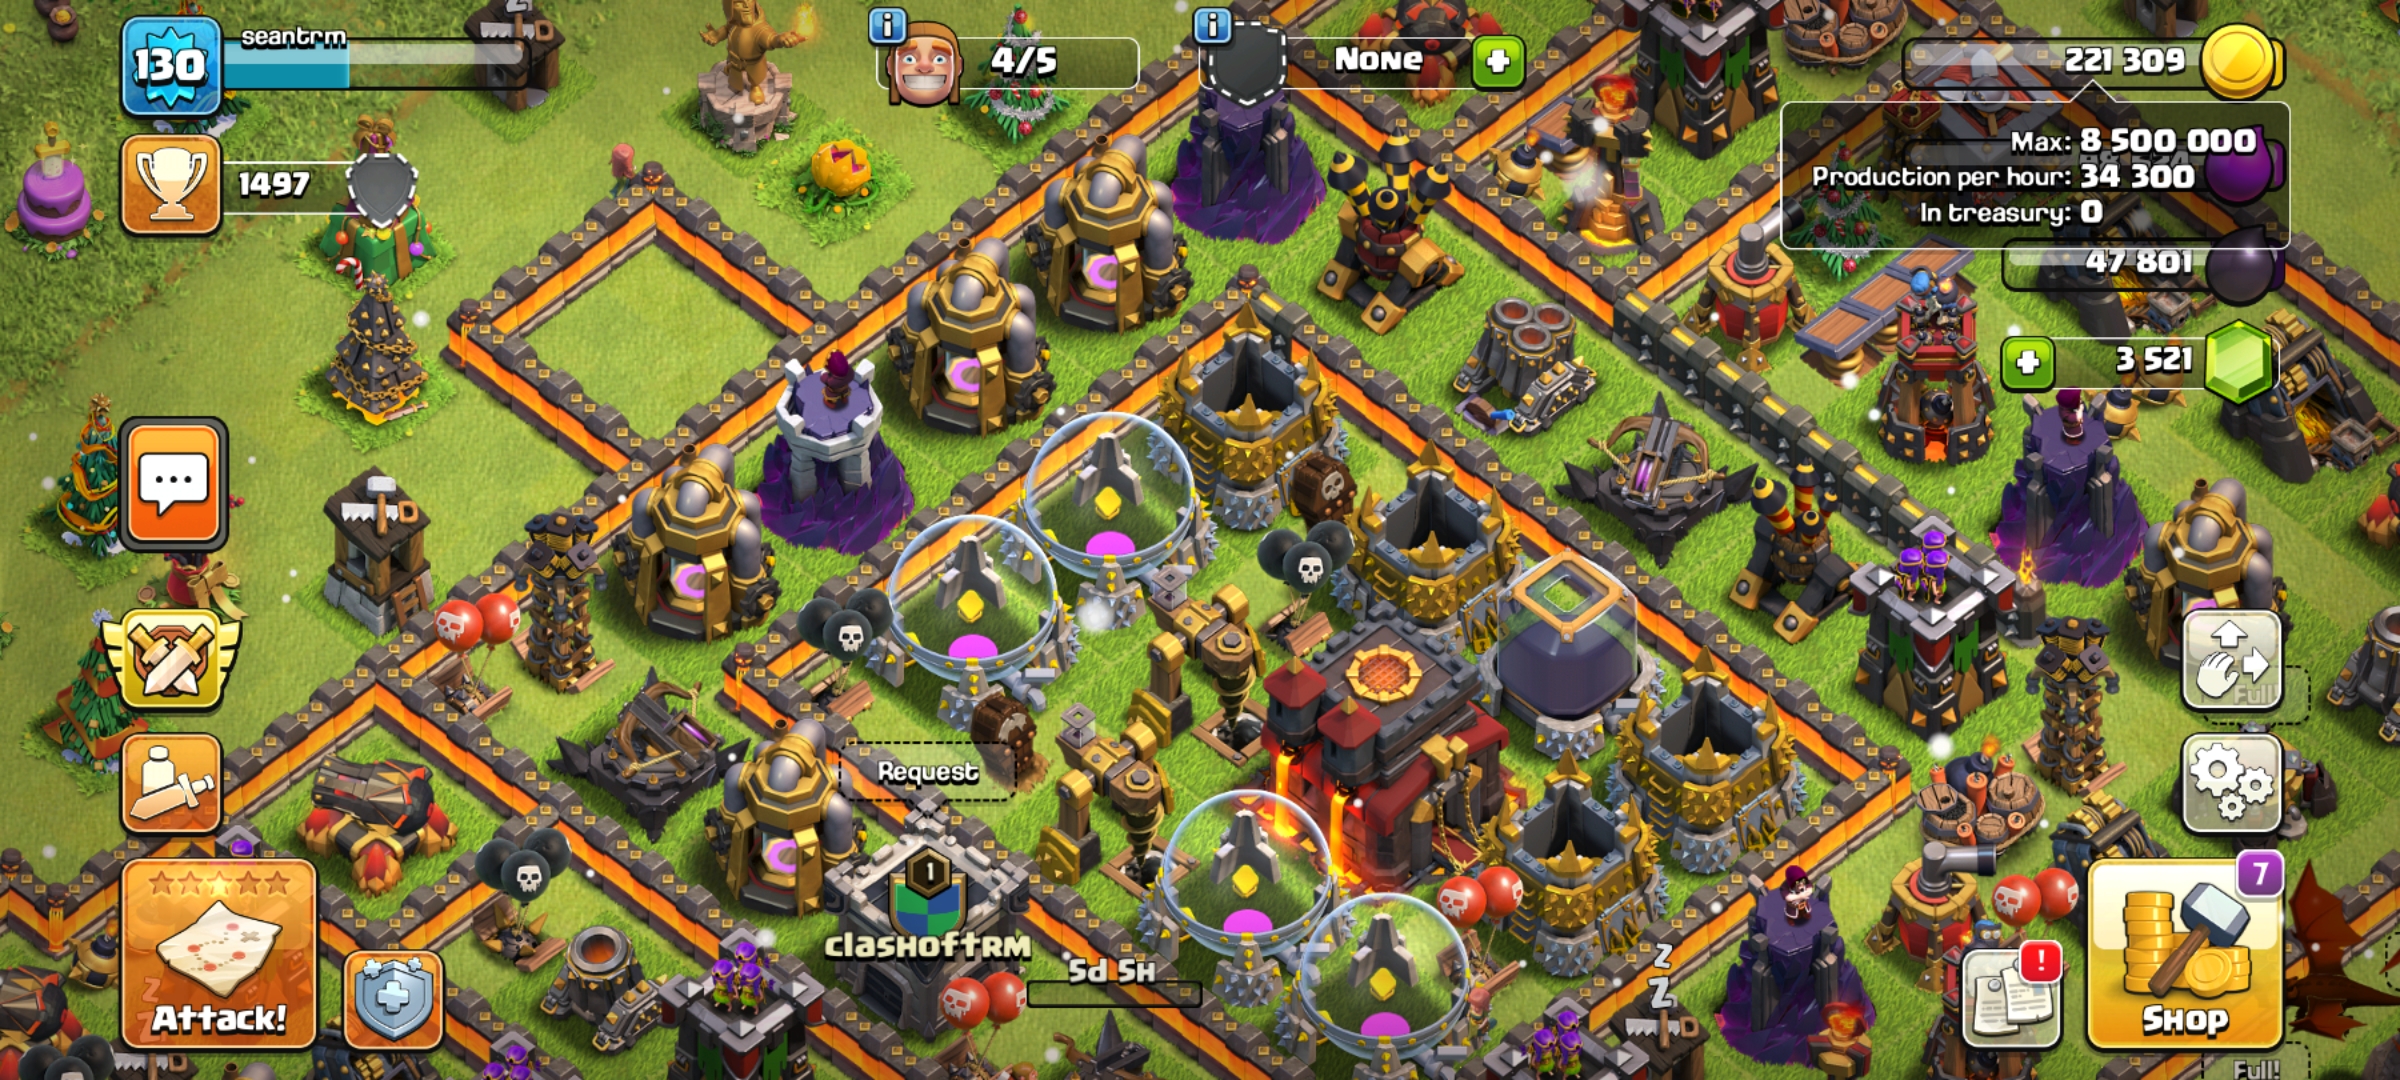 130
seantrm
4/5
None
221 309
Max: 8 500 000
Production per hour: 34 300
In treasury: 0
1497
47 801
3 521
Full!
Request
1
clashoftrm
5d 5h
Z
Z
7
Attack!
Shop
Full!